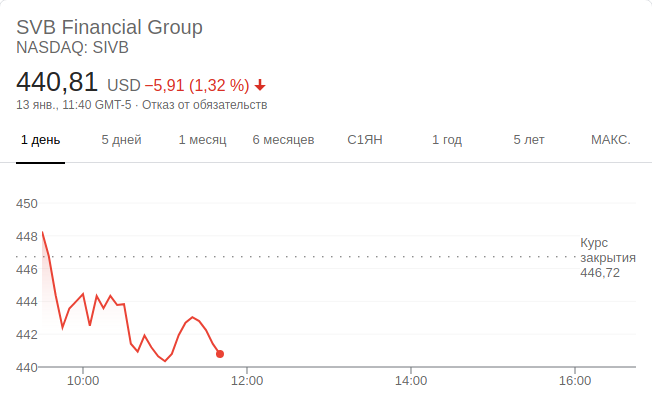 SVB Financial Group
NASDAQ: SIVB
440,81 USD −5,91 (1,32 %)
13 янв., 11:40 GMT-5 · Отказ от обязательств
1 день 5 дней 1 месяц 6 месяцев С1ЯН 1 год 5 лет МАКС.
450
448
446
444
442
440
Курс
закрытия
446,72
10:00 12:00 14:00 16:00